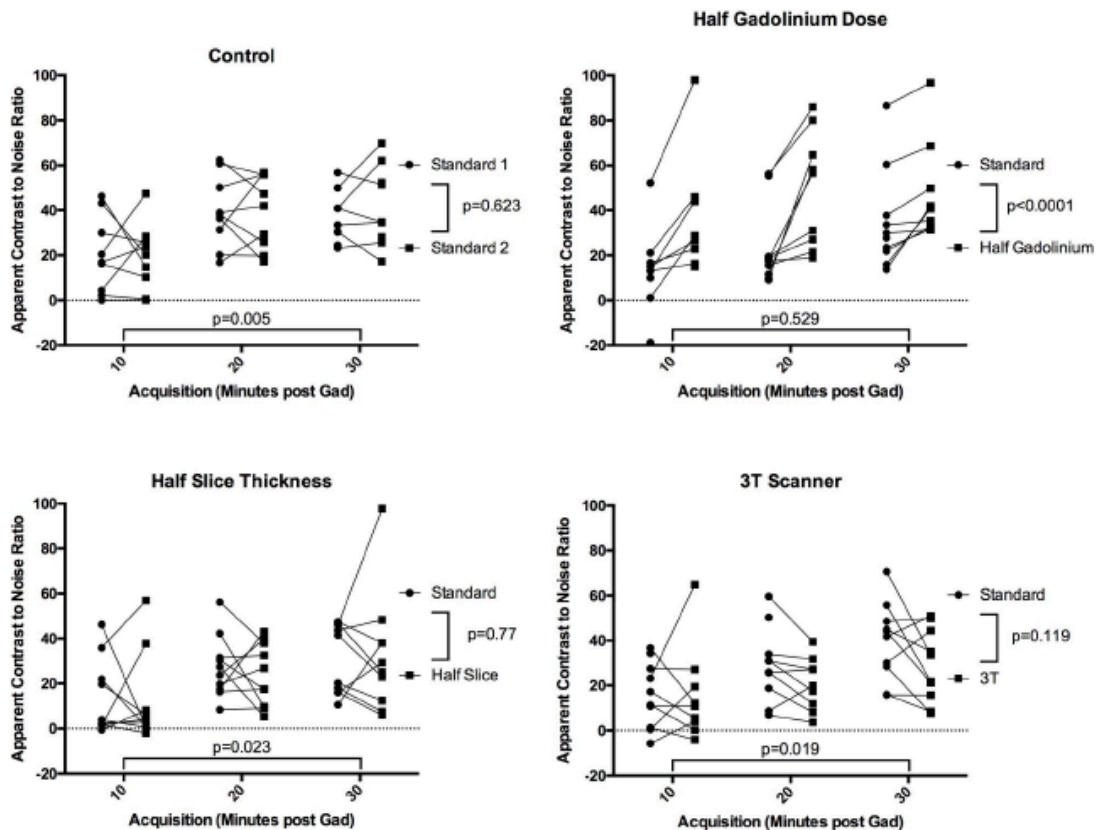 Control
Apparent Contrast to Noise Ratio
100
80
60
40
20
0
-20
Standard 1
p=0.623
Standard 2
p=0.005
10
20
30
Acquisition (Minutes post Gad)
Half Gadolinium Dose
Apparent Contrast to Noise Ratio
100
80
60
40
20
0
-20
Standard
p<0.0001
Half Gadolinium
p=0.529
10
20
30
Acquisition (Minutes post Gad)
Half Slice Thickness
Apparent Contrast to Noise Ratio
100
80
60
40
20
0
-20
Standard
p=0.77
Half Slice
p=0.023
10
20
30
Acquisition (Minutes post Gad)
3T Scanner
Apparent Contrast to Noise Ratio
100
80
60
40
20
0
-20
Standard
p=0.119
3T
p=0.019
10
20
30
Acquisition (Minutes post Gad)